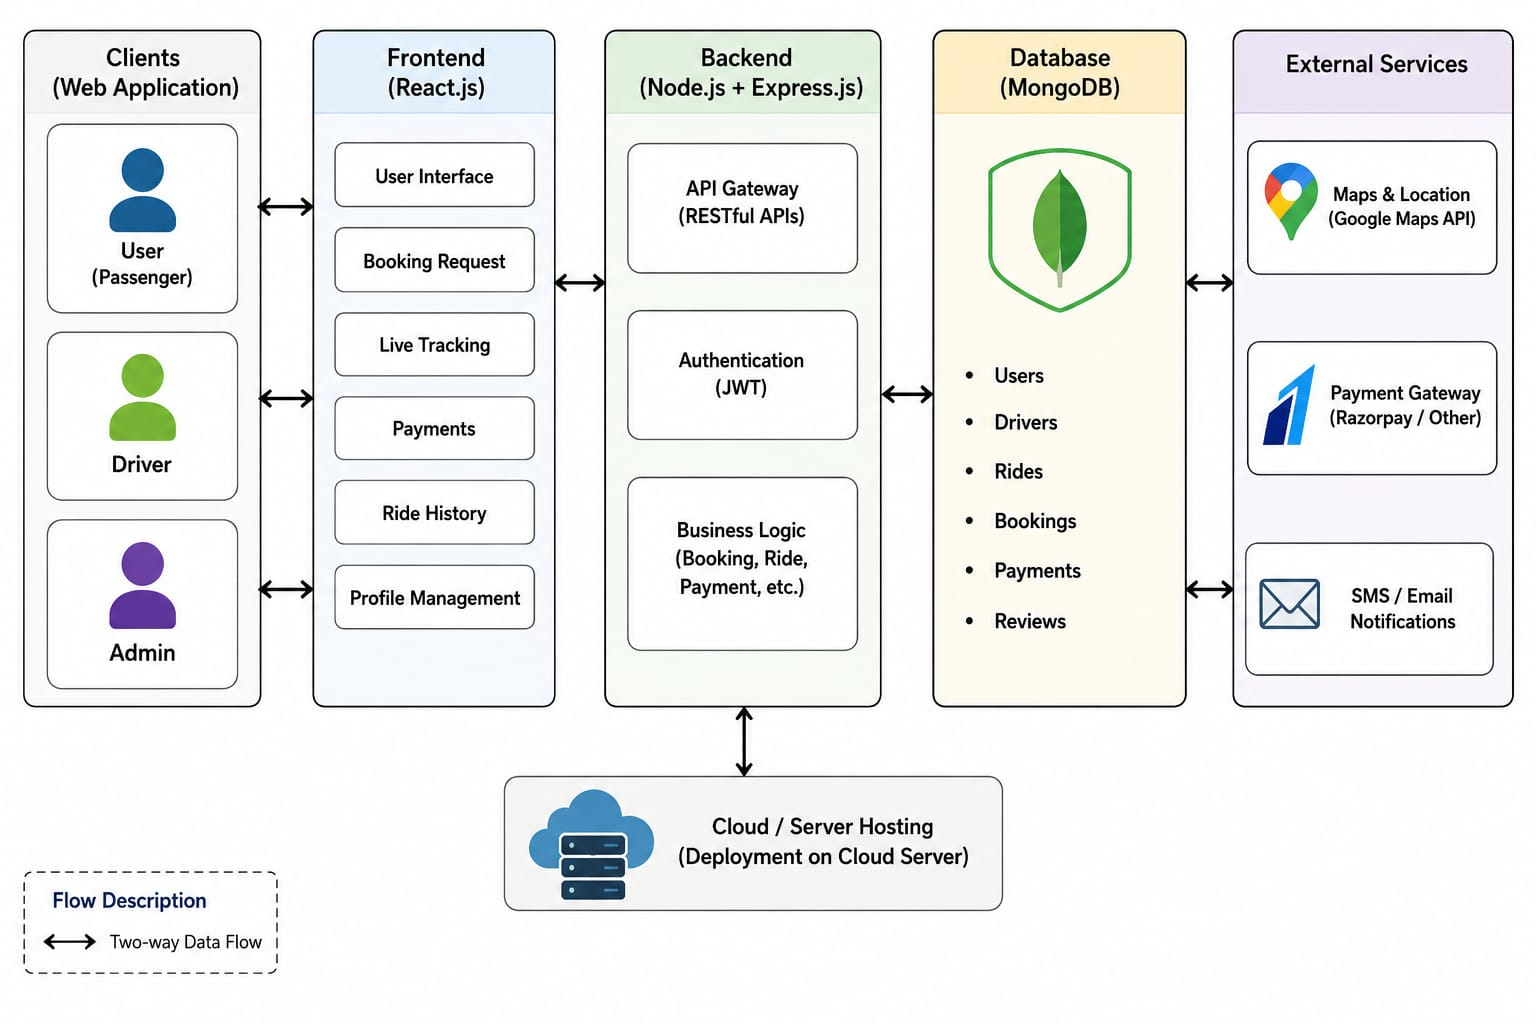 Clients
(Web Application)
User
(Passenger)
Driver
Admin
Frontend
(React.js)
User Interface
Booking Request
Live Tracking
Payments
Ride History
Profile Management
Backend
(Node.js + Express.js)
API Gateway
(RESTful APIs)
Authentication
(JWT)
Business Logic
(Booking, Ride,
Payment, etc.)
Database
(MongoDB)
• Users
• Drivers
• Rides
• Bookings
• Payments
• Reviews
External Services
Maps & Location
(Google Maps API)
Payment Gateway
(Razorpay / Other)
SMS / Email
Notifications
Cloud / Server Hosting
(Deployment on Cloud Server)
Flow Description
Two-way Data Flow